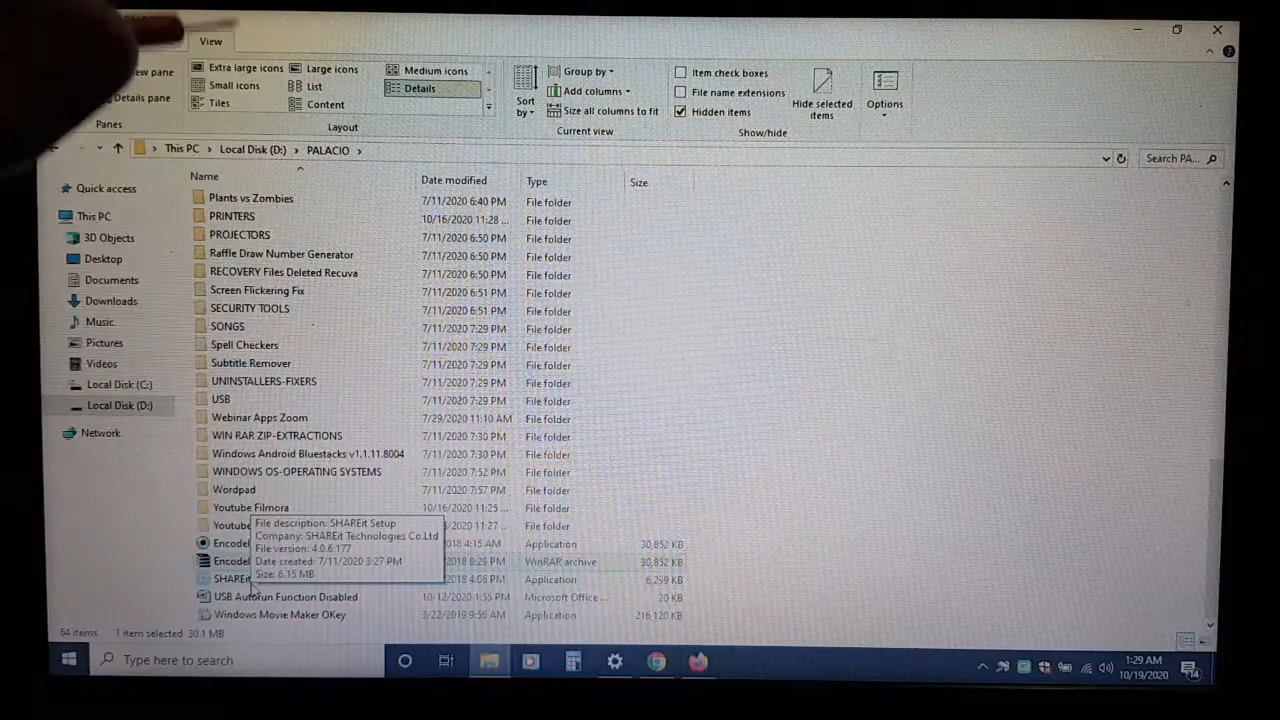 View
ew pane
Details pane
Panes
Extra large icons
Large icons
Medium icons
Small icons
List
Details
Tiles
Content
Layout
Sort by
Group by
Add columns
Size all columns to fit
Current view
Item check boxes
File name extensions
Hidden items
Hide selected items
Show/hide
Options
This PC > Local Disk (D:) > PALACIO >
Search PA...
Quick access
This PC
3D Objects
Desktop
Documents
Downloads
Music
Pictures
Videos
Local Disk (C:)
Local Disk (D:)
Network
Name Date modified Type Size
Plants vs Zombies 7/11/2020 6:40 PM File folder
PRINTERS 10/16/2020 11:28 ... File folder
PROJECTORS 7/11/2020 6:50 PM File folder
Raffle Draw Number Generator 7/11/2020 6:50 PM File folder
RECOVERY Files Deleted Recuva 7/11/2020 6:50 PM File folder
Screen Flickering Fix 7/11/2020 6:51 PM File folder
SECURITY TOOLS 7/11/2020 6:51 PM File folder
SONGS 7/11/2020 7:29 PM File folder
Spell Checkers 7/11/2020 7:29 PM File folder
Subtitle Remover 7/11/2020 7:29 PM File folder
UNINSTALLERS-FIXERS 7/11/2020 7:29 PM File folder
USB 7/11/2020 7:29 PM File folder
Webinar Apps Zoom 7/29/2020 11:10 AM File folder
WIN RAR ZIP-EXTRACTIONS 7/11/2020 7:30 PM File folder
Windows Android Bluestacks v1.1.11.8004 7/11/2020 7:30 PM File folder
WINDOWS OS-OPERATING SYSTEMS 7/11/2020 7:52 PM File folder
Wordpad 7/11/2020 7:57 PM File folder
Youtube Filmora 10/16/2020 11:25 ... File folder
Youtube 11:27 ... File folder
Encodel 2018 4:15 AM Application 30,852 KB
Encodel 2018 8:29 PM WinRAR archive 30,852 KB
SHAREit 2018 4:06 PM Application 6,299 KB
USB Autorun Function Disabled 10/12/2020 1:55 PM Microsoft Office ... 20 KB
Windows Movie Maker OKey 3/22/2019 9:56 AM Application 216,120 KB
File description: SHAREit Setup
Company: SHAREit Technologies Co.Ltd
File version: 4.0.6.177
Date created: 7/11/2020 3:27 PM
Size: 6.15 MB
64 items 1 item selected 30.1 MB
Type here to search
1:29 AM
10/19/2020
14